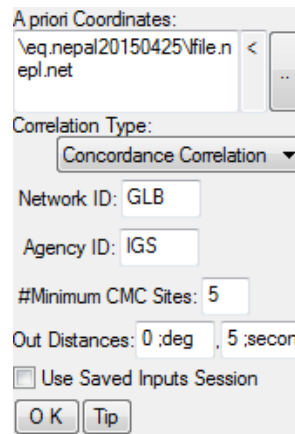 A priori Coordinates:
\eq.nepal20150425\lfile.n
epl.net
<
..
Correlation Type:
Concordance Correlation
Network ID: GLB
Agency ID: IGS
#Minimum CMC Sites: 5
Out Distances: 0 ;deg , 5 ;secon
Use Saved Inputs Session
O K Tip